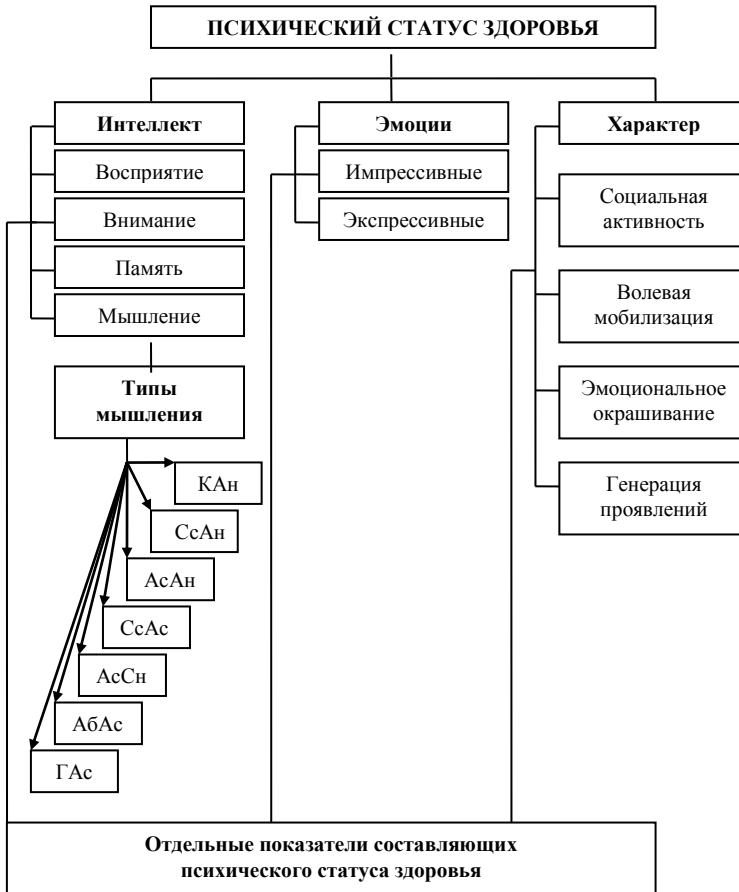 ПСИХИЧЕСКИЙ СТАТУС ЗДОРОВЬЯ
Интеллект
Восприятие
Внимание
Память
Мышление
Типы
мышления
КАн
СсАн
АсАн
СсАс
АсСн
АбАс
ГАс
Эмоции
Импрессивные
Экспрессивные
Характер
Социальная
активность
Волевая
мобилизация
Эмоциональное
окрашивание
Генерация
проявлений
Отдельные показатели составляющих
психического статуса здоровья